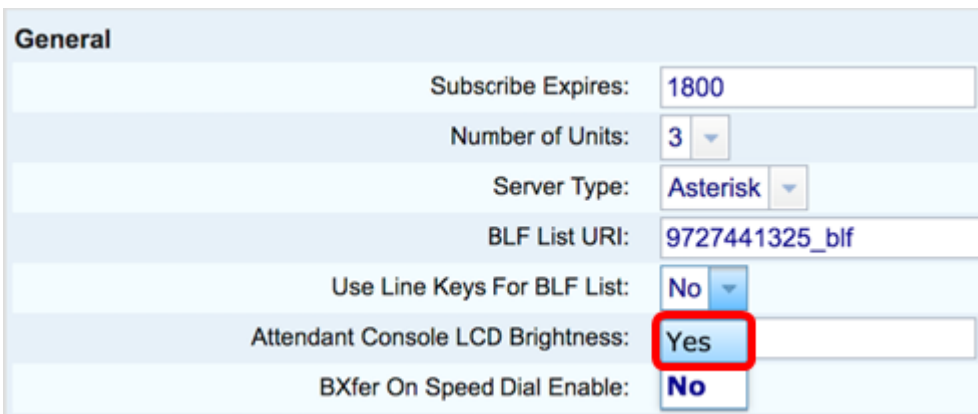 General
Subscribe Expires: 1800
Number of Units: 3
Server Type: Asterisk
BLF List URI: 9727441325_blf
Use Line Keys For BLF List: No
Attendant Console LCD Brightness: Yes
BXfer On Speed Dial Enable: No